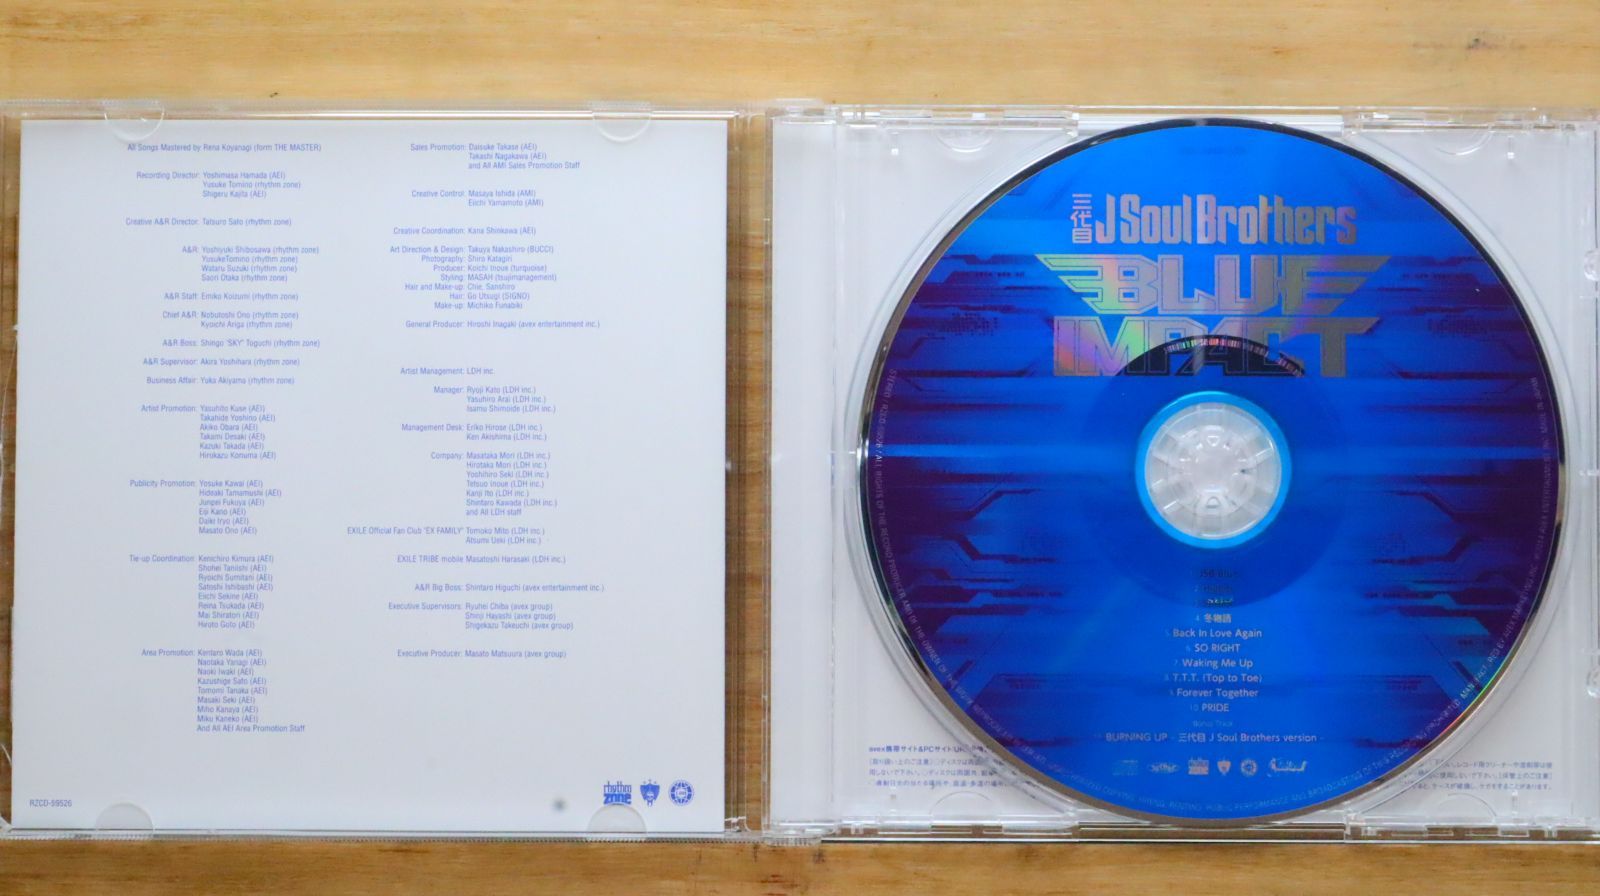 All Songs Mastered by Rena Koyanagi (form THE MASTER)
Recording Director: Yoshimasa Hamada (AEI)
Yusuke Tomino (rhythm zone)
Shigeru Kajita (AEI)
Creative A&R Director: Tatsuro Sato (rhythm zone)
A&R: Yoshiyuki Shibosawa (rhythm zone)
YusukeTomino (rhythm zone)
Wataru Suzuki (rhythm zone)
Saori Otaka (rhythm zone)
A&R Staff: Emiko Koizumi (rhythm zone)
Chief A&R: Nobutoshi Ono (rhythm zone)
Kyoichi Ariga (rhythm zone)
A&R Boss: Shingo 'SKY' Toguchi (rhythm zone)
A&R Supervisor: Akira Yoshihara (rhythm zone)
Business Affair: Yuka Akiyama (rhythm zone)
Artist Promotion: Yasuhito Kuse (AEI)
Takahide Yoshino (AEI)
Akiko Obara (AEI)
Takami Desaki (AEI)
Kazuki Takada (AEI)
Hirokazu Konuma (AEI)
Publicity Promotion: Yosuke Kawai (AEI)
Hideaki Tamamushi (AEI)
Junpei Fukuya (AEI)
Eiji Kano (AEI)
Daiki Iryo (AEI)
Masato Ono (AEI)
Tie-up Coordination: Kenichiro Kimura (AEI)
Shohei Taniishi (AEI)
Ryoichi Sumitani (AEI)
Satoshi Ishibashi (AEI)
Eiichi Sekine (AEI)
Reina Tsukada (AEI)
Mai Shiratori (AEI)
Hiroto Goto (AEI)
Area Promotion: Kentaro Wada (AEI)
Naotaka Yanagi (AEI)
Naoki Iwaki (AEI)
Kazushige Sato (AEI)
Tomomi Tanaka (AEI)
Masaki Seki (AEI)
Miho Kanaya (AEI)
Miku Kaneko (AEI)
And All AEI Area Promotion Staff
RZCD-59526
Sales Promotion: Daisuke Takase (AEI)
Takashi Nagakawa (AEI)
and All AMI Sales Promotion Staff
Creative Control: Masaya Ishida (AMI)
Eiichi Yamamoto (AMI)
Creative Coordination: Kana Shinkawa (AEI)
Art Direction & Design: Takuya Nakashiro (BUCCI)
Photography: Shiro Katagiri
Producer: Koichi Inoue (turquoise)
Styling: MASAH (tsujimanagement)
Hair and Make-up: Chie, Sanshiro
Hair: Go Utsugi (SIGNO)
Make-up: Michiko Funabiki
General Producer: Hiroshi Inagaki (avex entertainment inc.)
Artist Management: LDH inc.
Manager: Ryoji Kato (LDH inc.)
Yasuhiro Arai (LDH inc.)
Isamu Shimoide (LDH inc.)
Management Desk: Eriko Hirose (LDH inc.)
Ken Akishima (LDH inc.)
Company: Masataka Mori (LDH inc.)
Hirotaka Mori (LDH inc.)
Yoshihiro Seki (LDH inc.)
Tetsuo Inoue (LDH inc.)
Kanji Ito (LDH inc.)
Shintaro Kawada (LDH inc.)
and All LDH staff
EXILE Official Fan Club "EX FAMILY" Tomoko Mito (LDH inc.)
Atsumi Ueki (LDH inc.)
EXILE TRIBE mobile Masatoshi Harasaki (LDH inc.)
A&R Big Boss: Shintaro Higuchi (avex entertainment inc.)
Executive Supervisors: Ryuhei Chiba (avex group)
Shinji Hayashi (avex group)
Shigekazu Takeuchi (avex group)
Executive Producer: Masato Matsuura (avex group)
rhythm zone
三代目 J Soul Brothers
BLUE
IMPACT
JSB Blue
4 冬物語
5 Back In Love Again
6 SO RIGHT
7 Waking Me Up
8 T.T.T. (Top to Toe)
9 Forever Together
10 PRIDE
Bonus Track
11 BURNING UP - 三代目 J Soul Brothers version -
avex携帯サイト&PCサイト